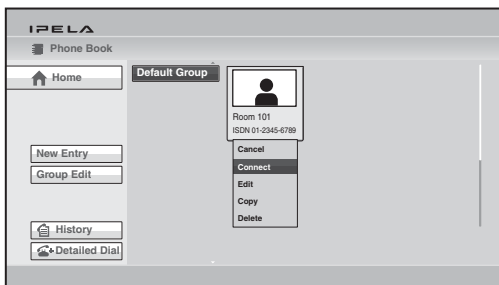 IPELA
Phone Book
Home
Default Group
Room 101
ISDN 01-2345-6789
Cancel
Connect
Edit
Copy
Delete
New Entry
Group Edit
History
Detailed Dial